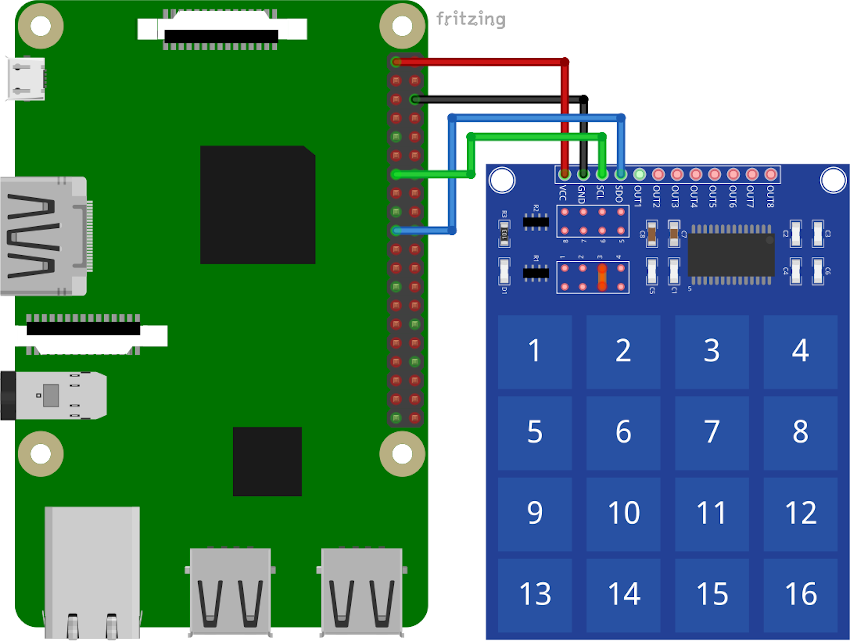 fritzing
VCC
GND
SCL
SDO
OUT1
OUT2
OUT3
OUT4
OUT5
OUT6
OUT7
OUT8
R3
R2
8 7 6 5
C8
C7
C2
C3
R1
1 2 3 4
D1
C5
C1
S
C4
C6
1 2 3 4
5 6 7 8
9 10 11 12
13 14 15 16